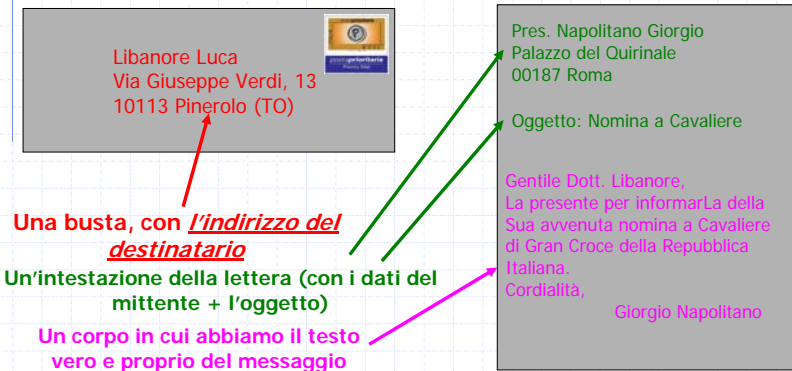 Libanore Luca
Via Giuseppe Verdi, 13
10113 Pinerolo (TO)
postaprioritaria
Priority Mail
Pres. Napolitano Giorgio
Palazzo del Quirinale
00187 Roma
Oggetto: Nomina a Cavaliere
Gentile Dott. Libanore,
La presente per informarLa della
Sua avvenuta nomina a Cavaliere
di Gran Croce della Repubblica
Italiana.
Cordialità,
Giorgio Napolitano
Una busta, con l'indirizzo del
destinatario
Un'intestazione della lettera (con i dati del
mittente + l'oggetto)
Un corpo in cui abbiamo il testo
vero e proprio del messaggio